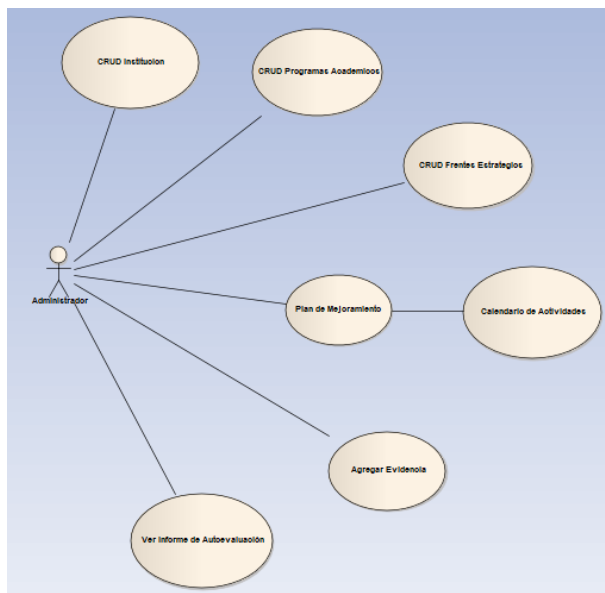 CRUD Institucion
CRUD Programas Academicos
CRUD Frentes Estrategios
Administrador
Plan de Mejoramiento
Calendario de Actividades
Agregar Evidencia
Ver Informe de Autoevaluación